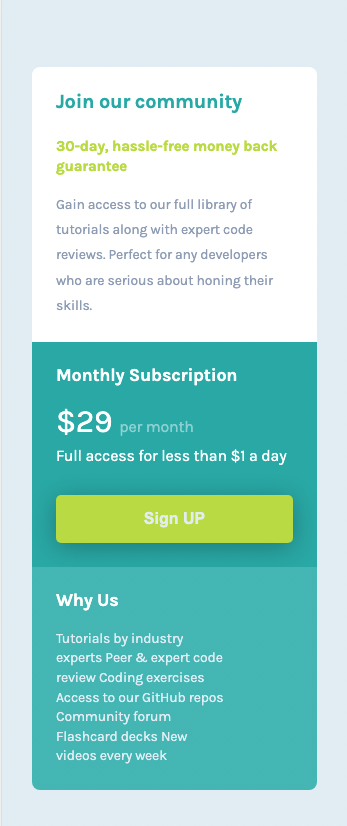 Join our community
30-day, hassle-free money back
guarantee
Gain access to our full library of
tutorials along with expert code
reviews. Perfect for any developers
who are serious about honing their
skills.
Monthly Subscription
$29 per month
Full access for less than $1 a day
Sign UP
Why Us
Tutorials by industry
experts Peer & expert code
review Coding exercises
Access to our GitHub repos
Community forum
Flashcard decks New
videos every week